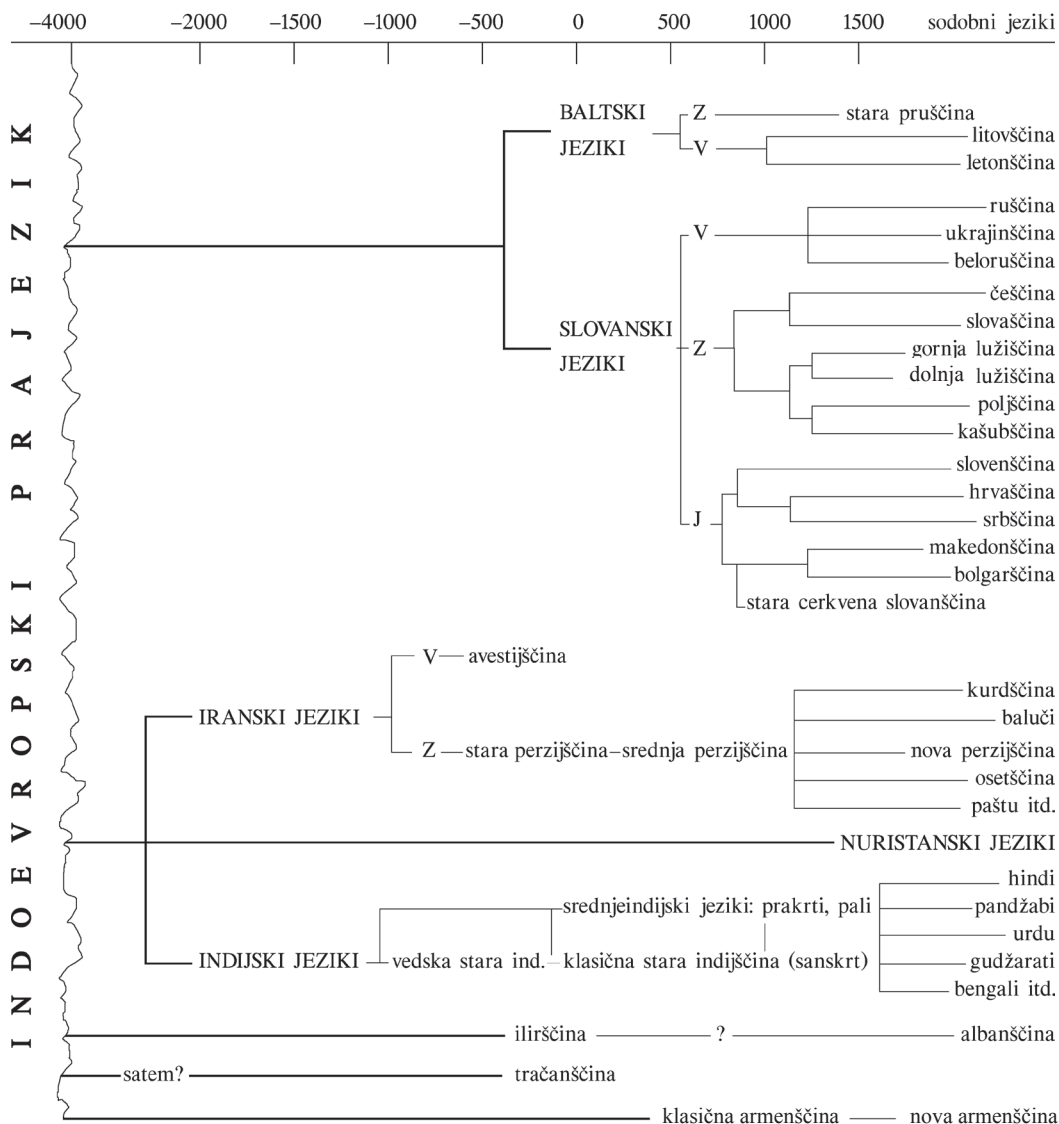 –4000 –2000 –1500 –1000 –500 0 500 1000 1500 sodobni jeziki
INDOEVROPSKI PRAJEZIK
BALTSKI
JEZIKI
Z
stara pruščina
V
litovščina
letonščina
SLOVANSKI
JEZIKI
V
ruščina
ukrajinščina
beloruščina
Z
češčina
slovaščina
gornja lužiščina
dolnja lužiščina
poljščina
kašubščina
J
slovenščina
hrvaščina
srbščina
makedonščina
bolgarščina
stara cerkvena slovanščina
IRANSKI JEZIKI
V
avestijščina
Z
stara perzijščina
srednja perzijščina
kurdščina
baluči
nova perzijščina
osetščina
paštu itd.
NURISTANSKI JEZIKI
INDIJSKI JEZIKI
vedska stara ind.
srednjeindijski jeziki: prakrti, pali
klasična stara indijščina (sanskrt)
hindi
pandžabi
urdu
gudžarati
bengali itd.
ilirščina ? albanščina
satem? tračanščina
klasična armenščina nova armenščina